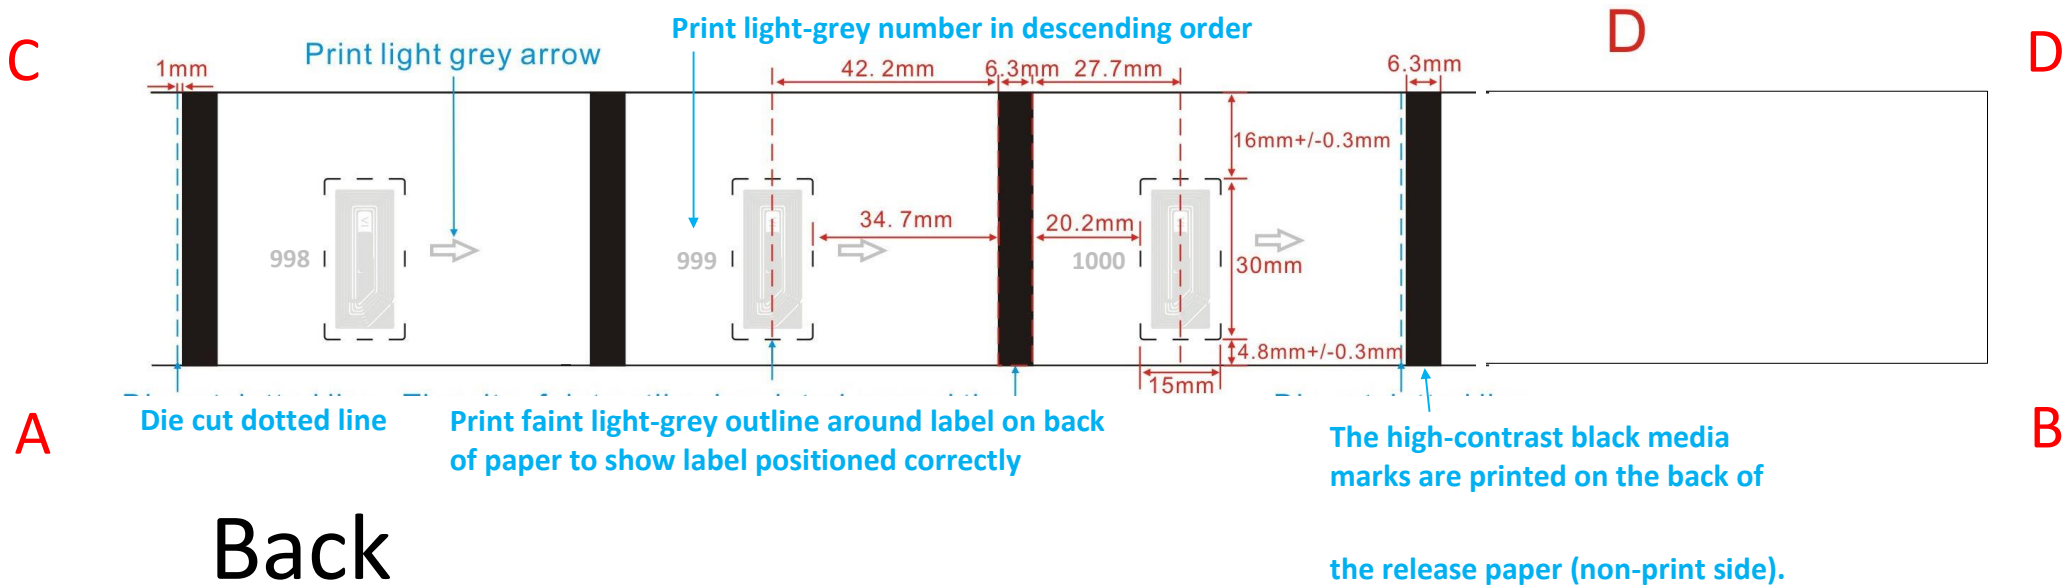 Print light-grey number in descending order
D
C
D
Print light grey arrow
1mm
42. 2mm
6.3mm
27.7mm
6.3mm
16mm+/-0.3mm
34. 7mm
20.2mm
998
999
1000
30mm
4.8mm+/-0.3mm
15mm
A
Die cut dotted line
Print faint light-grey outline around label on back
of paper to show label positioned correctly
B
The high-contrast black media
marks are printed on the back of
the release paper (non-print side).
Back